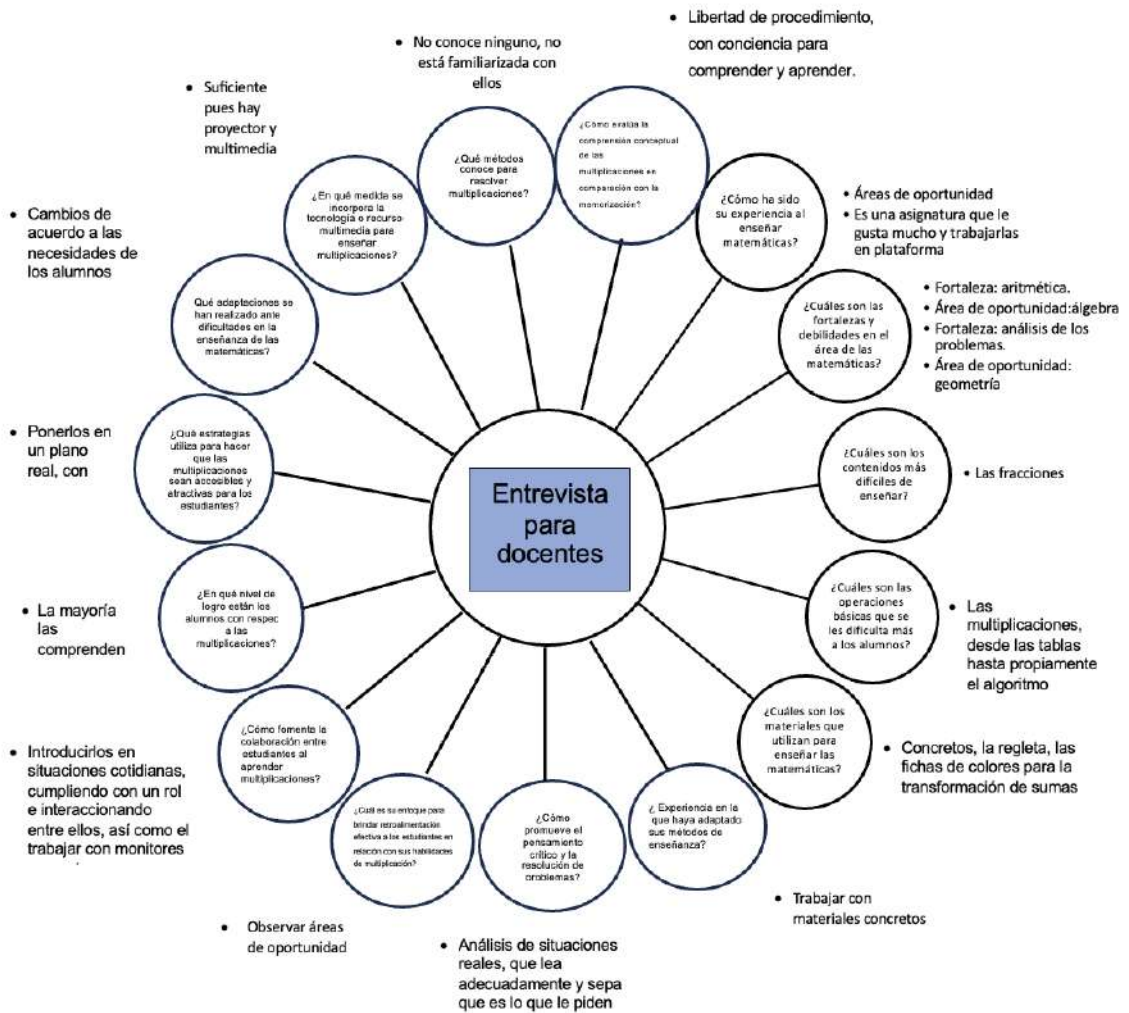 Entrevista
para
docentes
¿Cómo evalúa la
comprensión conceptual
de las
multiplicaciones en
comparación con la
memorización?
• Libertad de procedimiento,
con conciencia para
comprender y aprender.
¿Cómo ha sido
su experiencia al
enseñar
matemáticas?
• Áreas de oportunidad
• Es una asignatura que le
gusta mucho y trabajarlas
en plataforma
¿Cuáles son las
fortalezas y
debilidades en el
área de las
matemáticas?
• Fortaleza: aritmética.
• Área de oportunidad:álgebra
• Fortaleza: análisis de los
problemas.
• Área de oportunidad:
geometría
¿Cuáles son los
contenidos más
difíciles de
enseñar?
• Las fracciones
¿Cuáles son las
operaciones
básicas que se
les dificulta más
a los alumnos?
• Las
multiplicaciones,
desde las tablas
hasta propiamente
el algoritmo
¿Cuáles son los
materiales que
utilizan para
enseñar las
matemáticas?
• Concretos, la regleta, las
fichas de colores para la
transformación de sumas
¿ Experiencia en la
que haya adaptado
sus métodos de
enseñanza?
• Trabajar con
materiales concretos
¿Cómo
promueve el
pensamiento
crítico y la
resolución de
problemas?
• Análisis de situaciones
reales, que lea
adecuadamente y sepa
que es lo que le piden
¿Cuál es su enfoque para
brindar retroalimentación
efectiva a los estudiantes en
relación con sus habilidades
de multiplicación?
• Observar áreas
de oportunidad
¿Cómo fomenta la
colaboración entre
estudiantes al
aprender
multiplicaciones?
• Introducirlos en
situaciones cotidianas,
cumpliendo con un rol
e interaccionando
entre ellos, así como el
trabajar con monitores
¿En qué nivel de
logro están los
alumnos con respec
a las
multiplicaciones?
• La mayoría
las
comprenden
¿Qué estrategias
utiliza para hacer
que las
multiplicaciones
sean accesibles y
atractivas para los
estudiantes?
• Ponerlos en
un plano
real, con
Qué adaptaciones se
han realizado ante
dificultades en la
enseñanza de las
matemáticas?
• Cambios de
acuerdo a las
necesidades de
los alumnos
¿En qué medida se
incorpora la
tecnología o recurso
multimedia para
enseñar
multiplicaciones?
• Suficiente
pues hay
proyector y
multimedia
¿Qué métodos
conoce para
resolver
multiplicaciones?
• No conoce ninguno, no
está familiarizada con
ellos